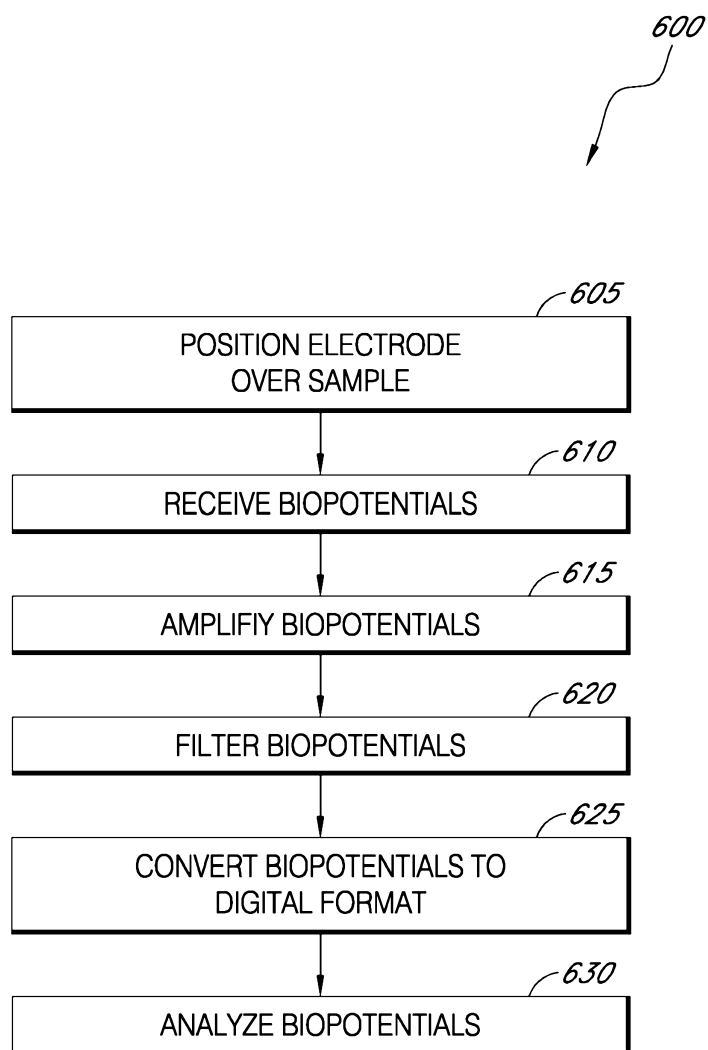 600
605
POSITION ELECTRODE
OVER SAMPLE
610
RECEIVE BIOPOTENTIALS
615
AMPLIFIY BIOPOTENTIALS
620
FILTER BIOPOTENTIALS
625
CONVERT BIOPOTENTIALS TO
DIGITAL FORMAT
630
ANALYZE BIOPOTENTIALS